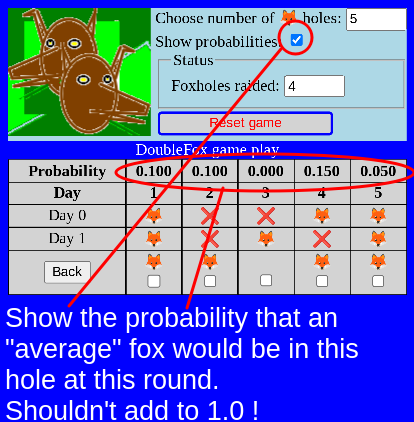 Choose number of 🦊 holes: 5
Show probabilities
Status
Foxholes raided: 4
Reset game
DoubleFox game play
Probability 0.100 0.100 0.000 0.150 0.050
Day 1 2 3 4 5
Day 0 🦊 ❌ ❌ 🦊 🦊
Day 1 🦊 ❌ 🦊 ❌ 🦊
Back
Show the probability that an
"average" fox would be in this
hole at this round.
Shouldn't add to 1.0 !